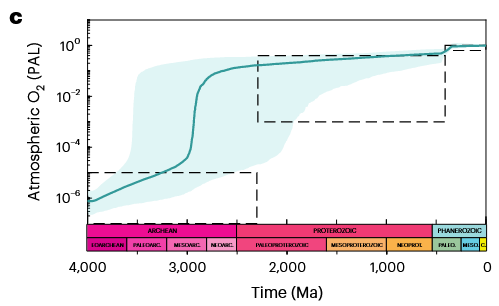 c
Atmospheric O₂ (PAL)
10⁰
10⁻²
10⁻⁴
10⁻⁶
ARCHEAN PROTEROZOIC PHANEROZOIC
EOARCHEAN PALEOARC. MESOARC. NEOARC. PALEOPROTEROZOIC MESOPROTEROZOIC NEOPROT. PALEO. MESO. C.
4,000 3,000 2,000 1,000 0
Time (Ma)